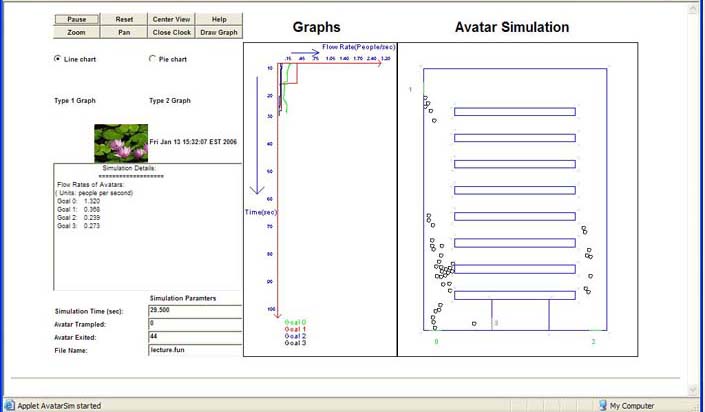 Pause Reset Center View Help
Zoom Pan Close Clock Draw Graph
Line chart Pie chart
Type 1 Graph Type 2 Graph
Fri Jan 13 15:32:07 EST 2006
Simulation Details:
==================
Flow Rates of Avatars:
( Units: people per second)
Goal 0: 1.320
Goal 1: 0.368
Goal 2: 0.239
Goal 3: 0.273
Simulation Paramters
Simulation Time (sec): 29.500
Avatar Trampled: 0
Avatar Exited: 44
File Name: lecture.fun
Graphs
Flow Rate(People/sec)
.15 .45 .75 1.05 1.40 1.70 2.40 3.20
10
20
30
40
50
60
Time(sec)
70
80
90
100
Goal 0
Goal 1
Goal 2
Goal 3
Avatar Simulation
1
3
0 2
Applet AvatarSim started My Computer